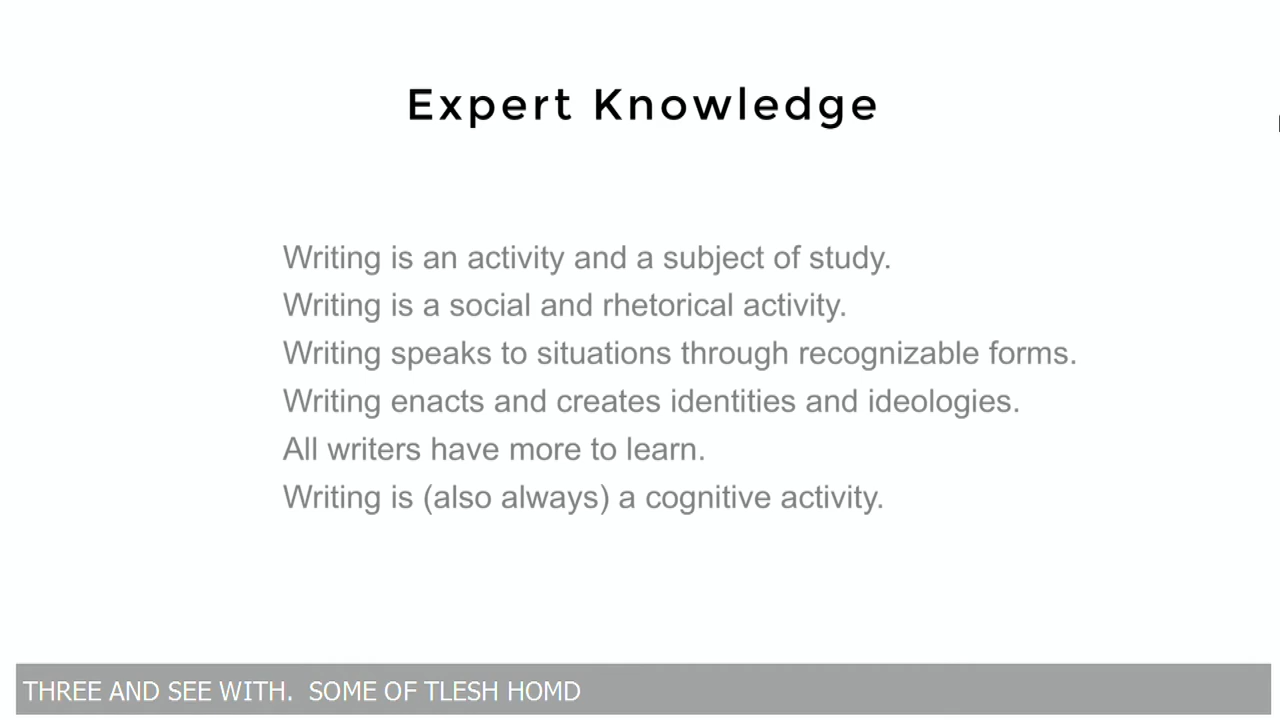 Expert Knowledge
Writing is an activity and a subject of study.
Writing is a social and rhetorical activity.
Writing speaks to situations through recognizable forms.
Writing enacts and creates identities and ideologies.
All writers have more to learn.
Writing is (also always) a cognitive activity.
THREE AND SEE WITH.  SOME OF TLESH HOMD